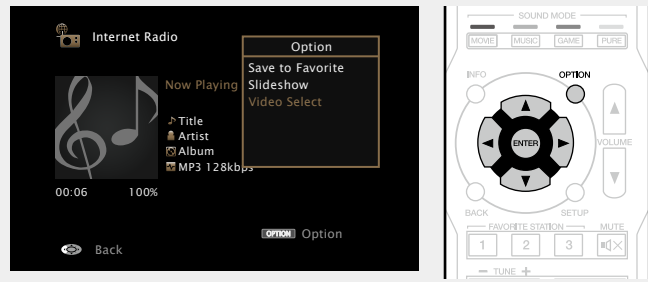 Internet Radio
Option
Save to Favorite
Slideshow
Video Select
Now Playing
Title
Artist
Album
MP3 128kbps
00:06 100%
OPTION Option
Back
SOUND MODE
MOVIE MUSIC GAME PURE
INFO OPTION
ENTER
VOLUME
BACK SETUP
FAVORITE STATION MUTE
1 2 3
− TUNE +